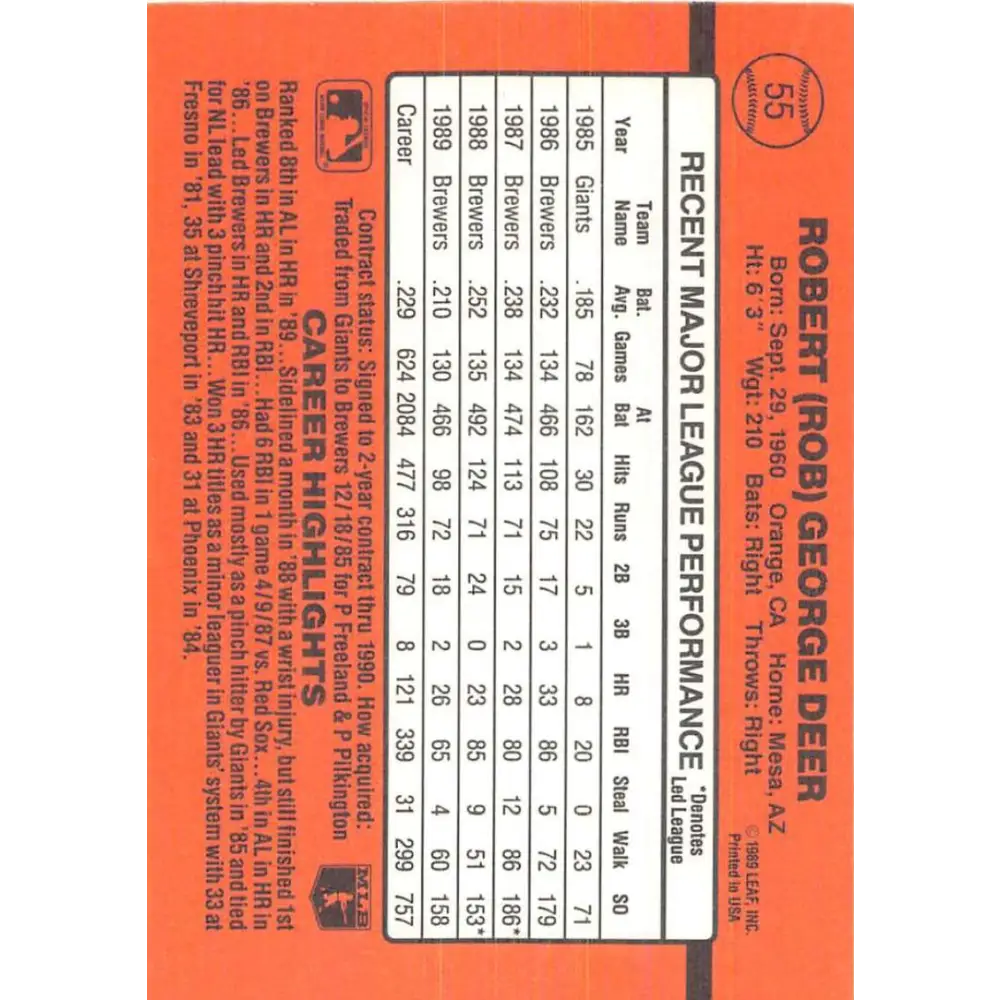 55
ROBERT (ROB) GEORGE DEER
Born: Sept. 29, 1960 Orange, CA Home: Mesa, AZ
Ht: 6'3" Wgt: 210 Bats: Right Throws: Right
© 1989 LEAF, INC.
Printed in USA
RECENT MAJOR LEAGUE PERFORMANCE
*Denotes
Led League
Year Team Name Bat. Avg. Games At Bat Hits Runs 2B 3B HR RBI Steal Walk SO
1985 Giants .185 78 162 30 22 5 1 8 20 0 23 71
1986 Brewers .232 134 466 108 75 17 3 33 86 5 72 179
1987 Brewers .238 134 474 113 71 15 2 28 80 12 86 186*
1988 Brewers .252 135 492 124 71 24 0 23 85 9 51 153*
1989 Brewers .210 130 466 98 72 18 2 26 65 4 60 158
Career .229 624 2084 477 316 79 8 121 339 31 299 757
Contract status: Signed to 2-year contract thru 1990. How acquired:
Traded from Giants to Brewers 12/18/85 for P Freeland & P Pilkington
MLB
CAREER HIGHLIGHTS
Ranked 8th in AL in HR in '89...Sidelined a month in '88 with a wrist injury, but still finished 1st
on Brewers in HR and 2nd in RBI...Had 6 RBI in 1 game 4/9/87 vs. Red Sox...4th in AL in HR in
'86...Led Brewers in HR and RBI in '86...Used mostly as a pinch hitter by Giants in '85 and tied
for NL lead with 3 pinch hit HR...Won 3 HR titles as a minor leaguer in Giants' system with 33 at
Fresno in '81, 35 at Shreveport in '83 and 31 at Phoenix in '84.